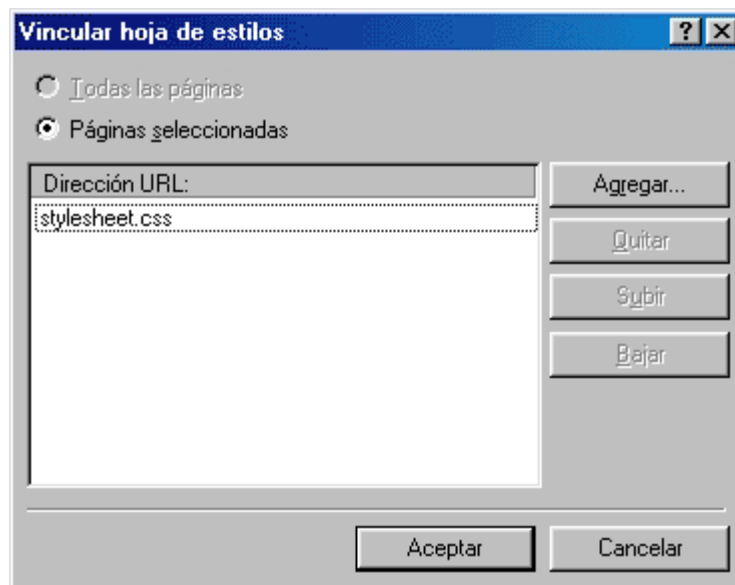 Vincular hoja de estilos
Todas las páginas
Páginas seleccionadas
Dirección URL:
stylesheet.css
Agregar...
Quitar
Subir
Bajar
Aceptar
Cancelar